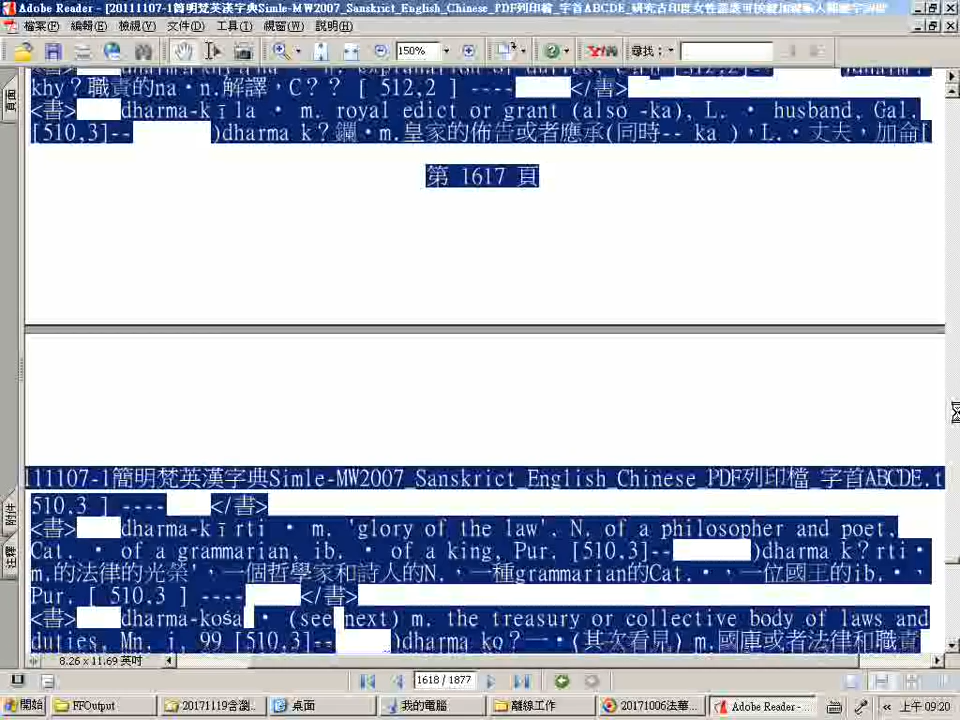 Adobe Reader - [20111107-1簡明梵英漢字典Simle-MW2007_Sanskrict_English_Chinese_PDF列印檔_字首ABCDE_研究古印度女性
檔案(F) 編輯(E) 檢視(V) 文件(D) 工具(T) 視窗(W) 說明(H)
150% 尋找：
khy？職責的na‧n.解譯，C？？ [ 512,2 ] ---- </書>
<書> dharma-kīla ‧ m. royal edict or grant (also -ka), L. ‧ husband, Gal.
[510,3]-- )dharma k？鑭‧m.皇家的佈告或者應承(同時-- ka )，L.‧丈夫，加侖[
第 1617 頁
11107-1簡明梵英漢字典Simle-MW2007_Sanskrict_English_Chinese_PDF列印檔_字首ABCDE.t
510,3 ] ---- </書>
<書> dharma-kīrti ‧ m. 'glory of the law', N. of a philosopher and poet,
Cat. ‧ of a grammarian, ib. ‧ of a king, Pur. [510,3]-- )dharma k？rti‧
m.的法律的光榮'，一個哲學家和詩人的N.，一種grammarian的Cat.‧，一位國王的ib.‧，
Pur. [ 510,3 ] ---- </書>
<書> dharma-kośa ‧ (see next) m. the treasury or collective body of laws and
duties, Mn. i, 99 [510,3]-- )dharma ko？一‧(其次看見) m.國庫或者法律和職責
頁面
附件
注釋
8.26 x 11.69 英吋
1618 / 1877
開始 FFOutput 20171119含瀏... 桌面 我的電腦 離線工作 20171006法華... Adobe Reader - [... 上午 09:20